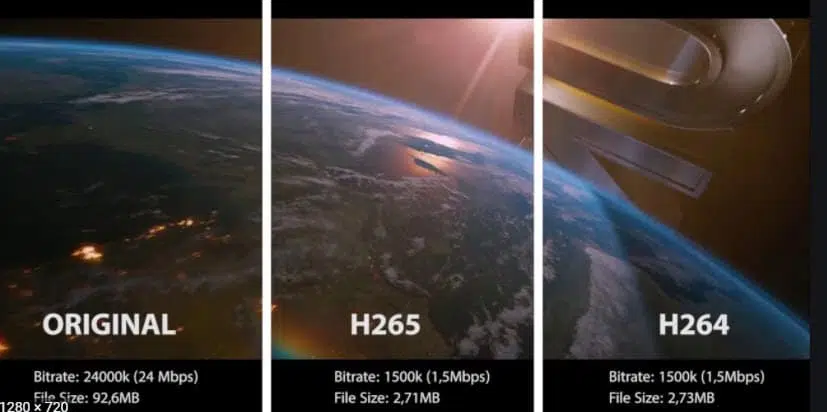 ORIGINAL
Bitrate: 24000k (24 Mbps)
File Size: 92,6MB
H265
Bitrate: 1500k (1,5Mbps)
File Size: 2,71MB
H264
Bitrate: 1500k (1,5Mbps)
File Size: 2,73MB
1280 × 720